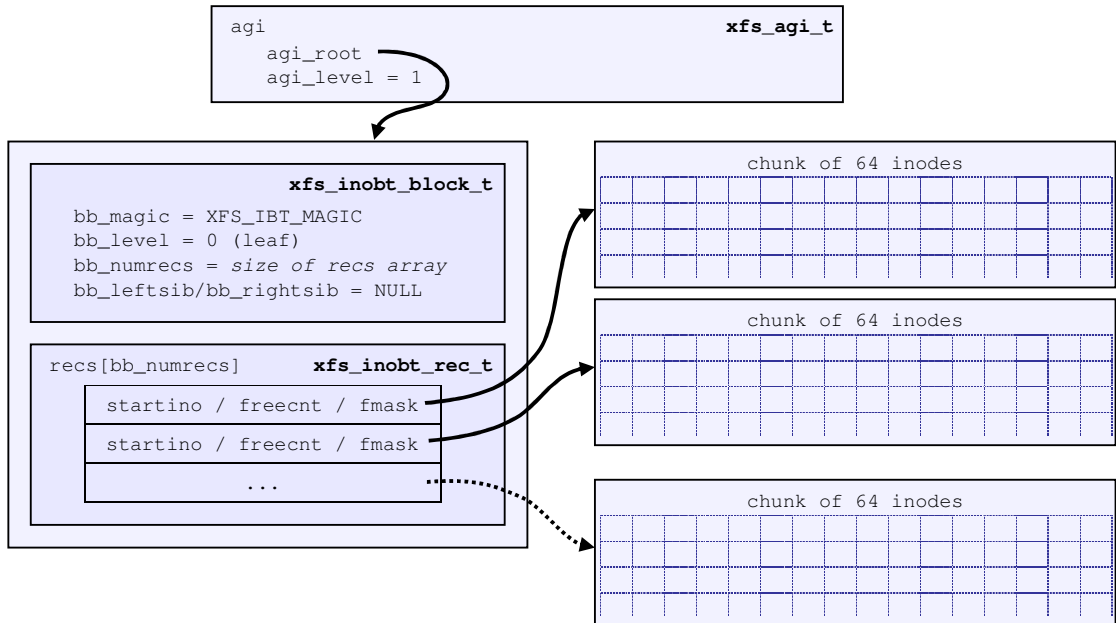 agi xfs_agi_t
agi_root
agi_level = 1
xfs_inobt_block_t
bb_magic = XFS_IBT_MAGIC
bb_level = 0 (leaf)
bb_numrecs = size of recs array
bb_leftsib/bb_rightsib = NULL
recs[bb_numrecs] xfs_inobt_rec_t
startino / freecnt / fmask
startino / freecnt / fmask
...
chunk of 64 inodes
chunk of 64 inodes
chunk of 64 inodes